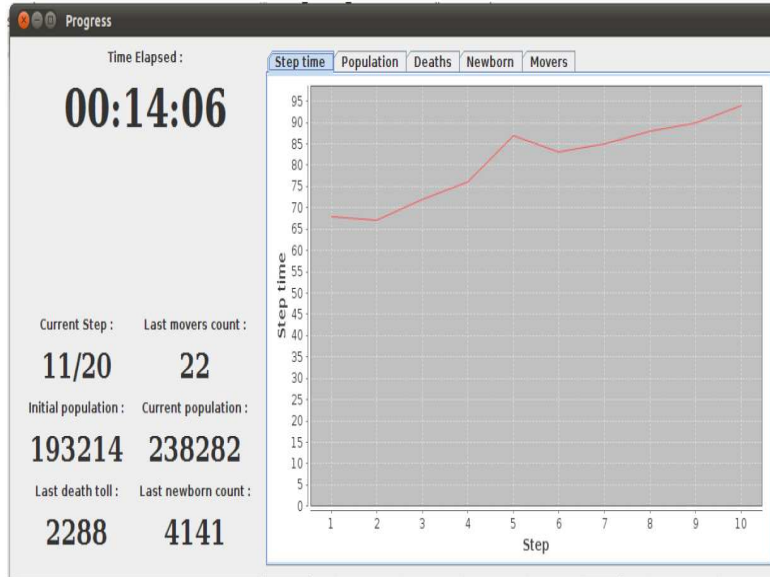 Progress
Time Elapsed :
00:14:06
Current Step :
Last movers count :
11/20
22
Initial population :
Current population :
193214
238282
Last death toll :
Last newborn count :
2288
4141
Step time
Population
Deaths
Newborn
Movers
95
90
85
80
75
70
65
60
55
50
45
40
35
30
25
20
15
10
5
0
Step time
1
2
3
4
5
6
7
8
9
10
Step